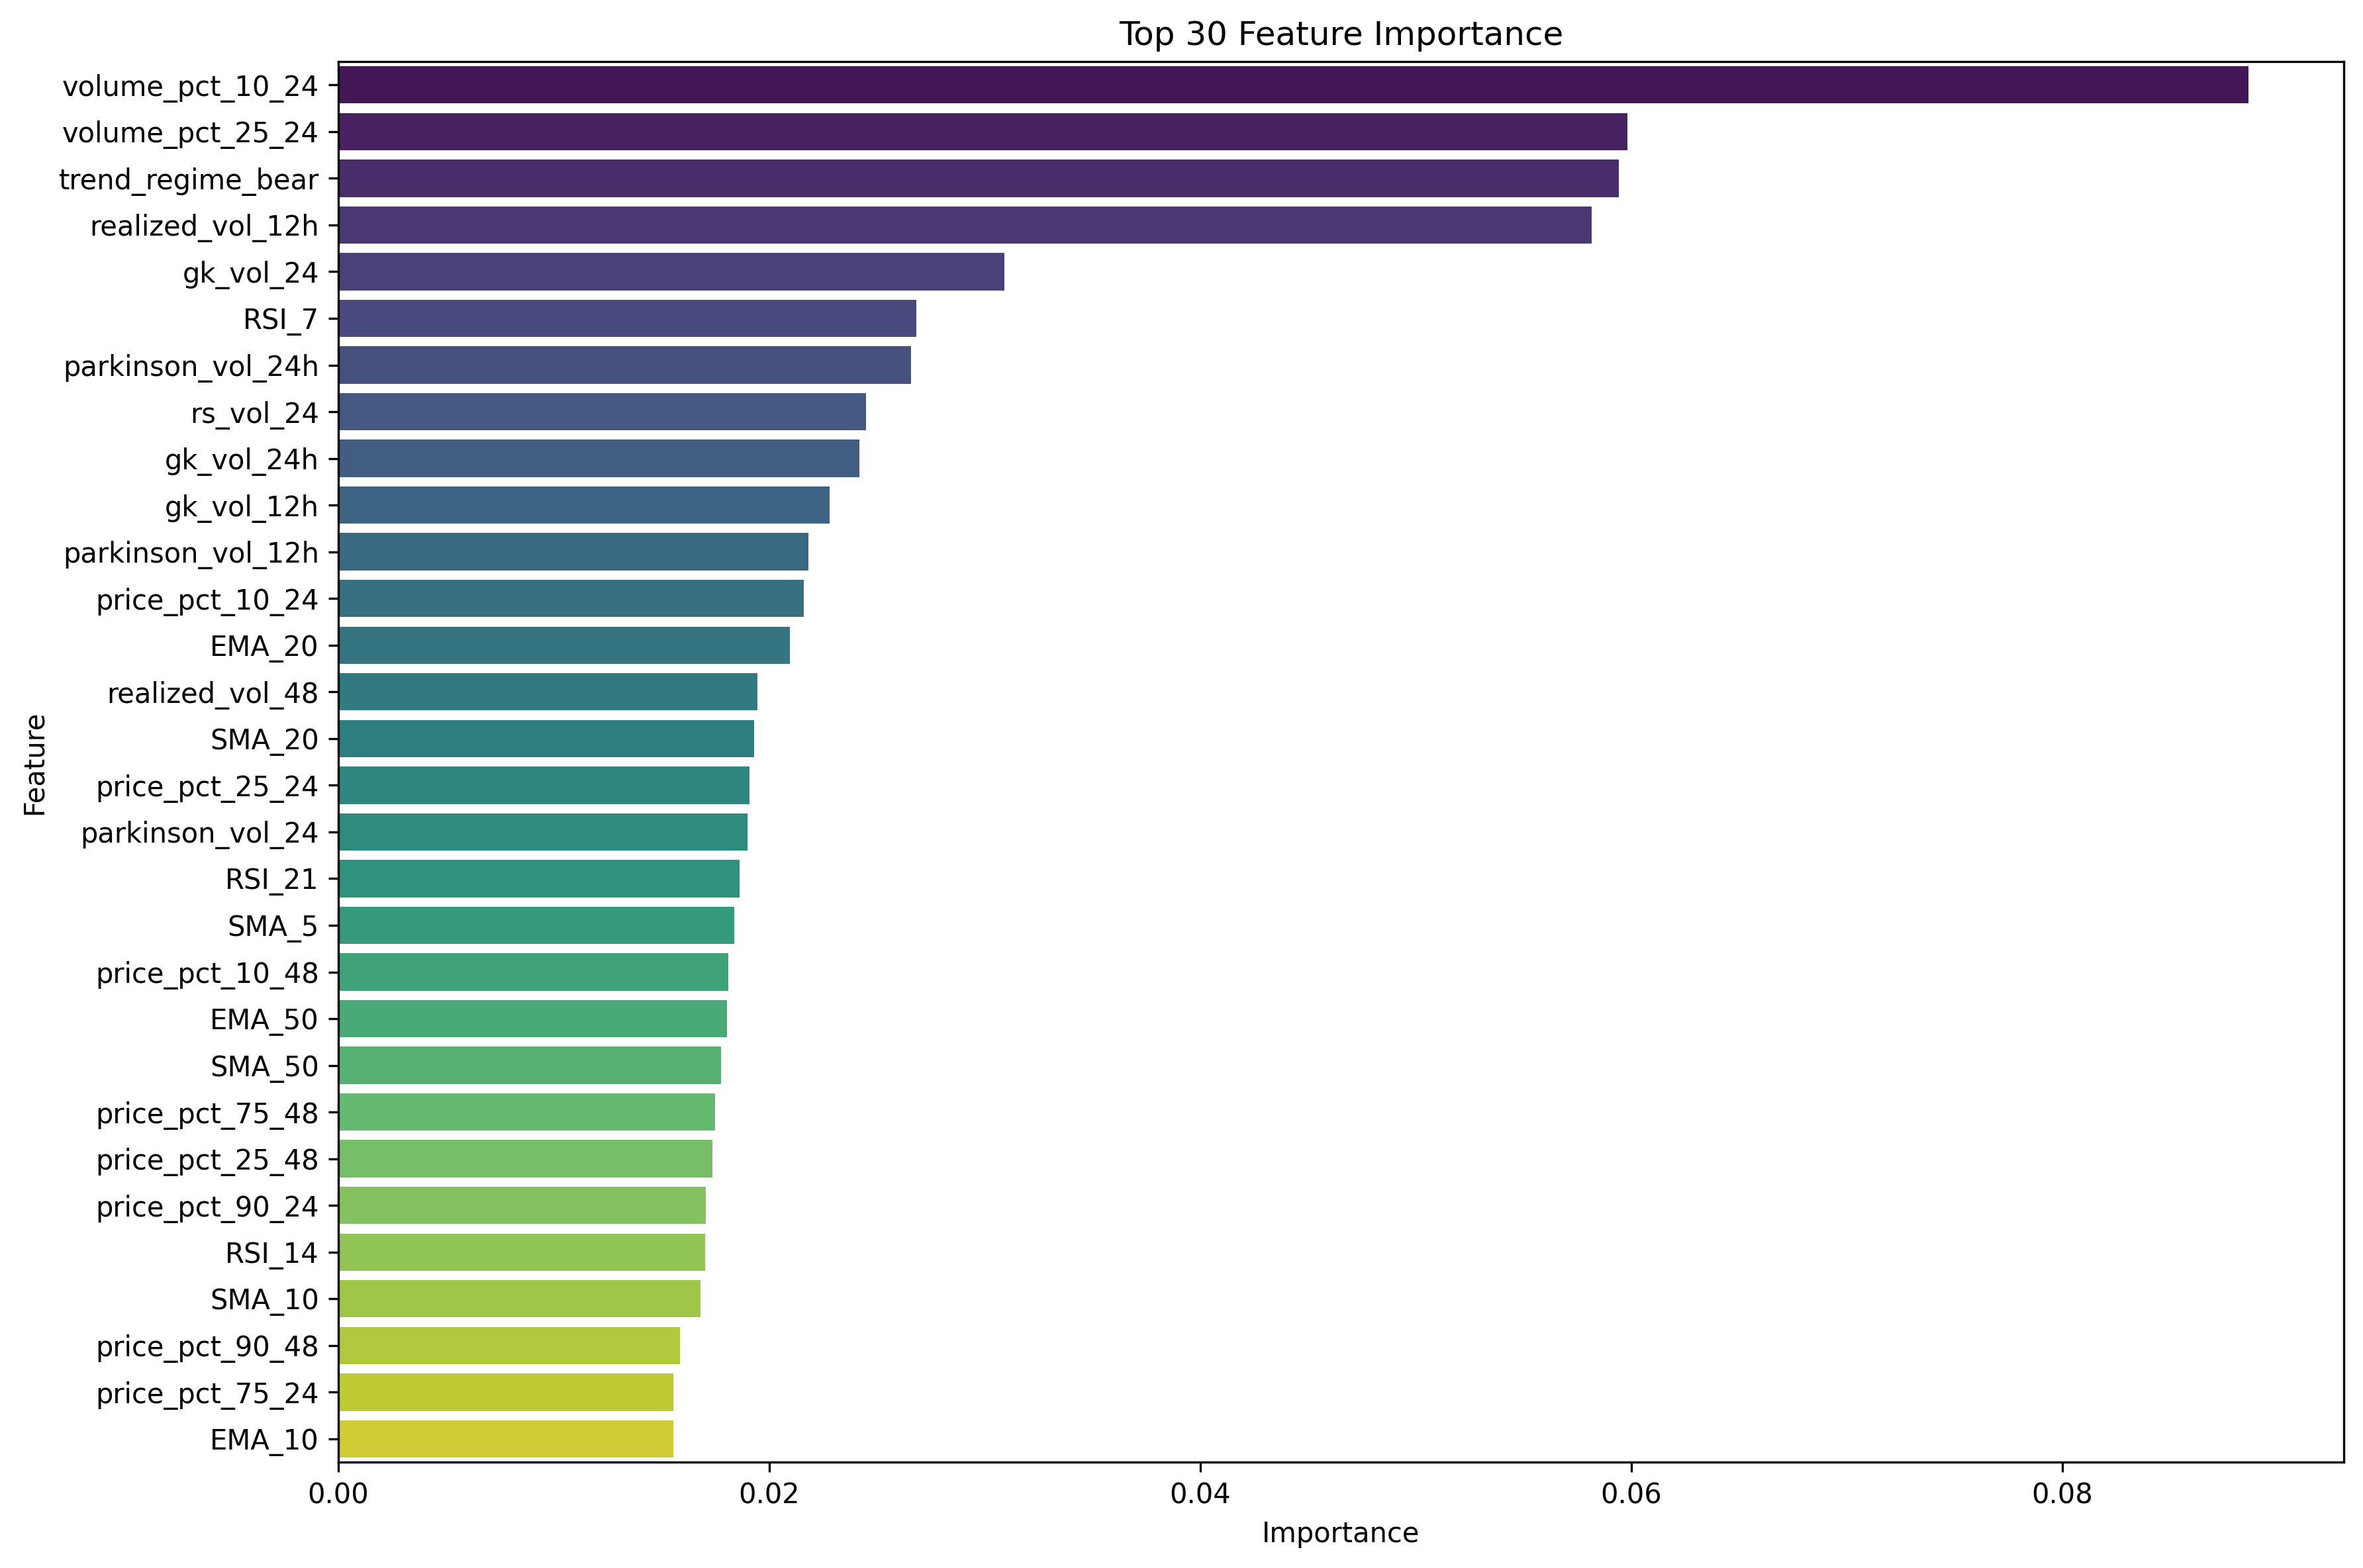 Top 30 Feature Importance
volume_pct_10_24
volume_pct_25_24
trend_regime_bear
realized_vol_12h
gk_vol_24
RSI_7
parkinson_vol_24h
rs_vol_24
gk_vol_24h
gk_vol_12h
parkinson_vol_12h
price_pct_10_24
EMA_20
realized_vol_48
SMA_20
price_pct_25_24
parkinson_vol_24
RSI_21
SMA_5
price_pct_10_48
EMA_50
SMA_50
price_pct_75_48
price_pct_25_48
price_pct_90_24
RSI_14
SMA_10
price_pct_90_48
price_pct_75_24
EMA_10
Feature
0.00 0.02 0.04 0.06 0.08
Importance